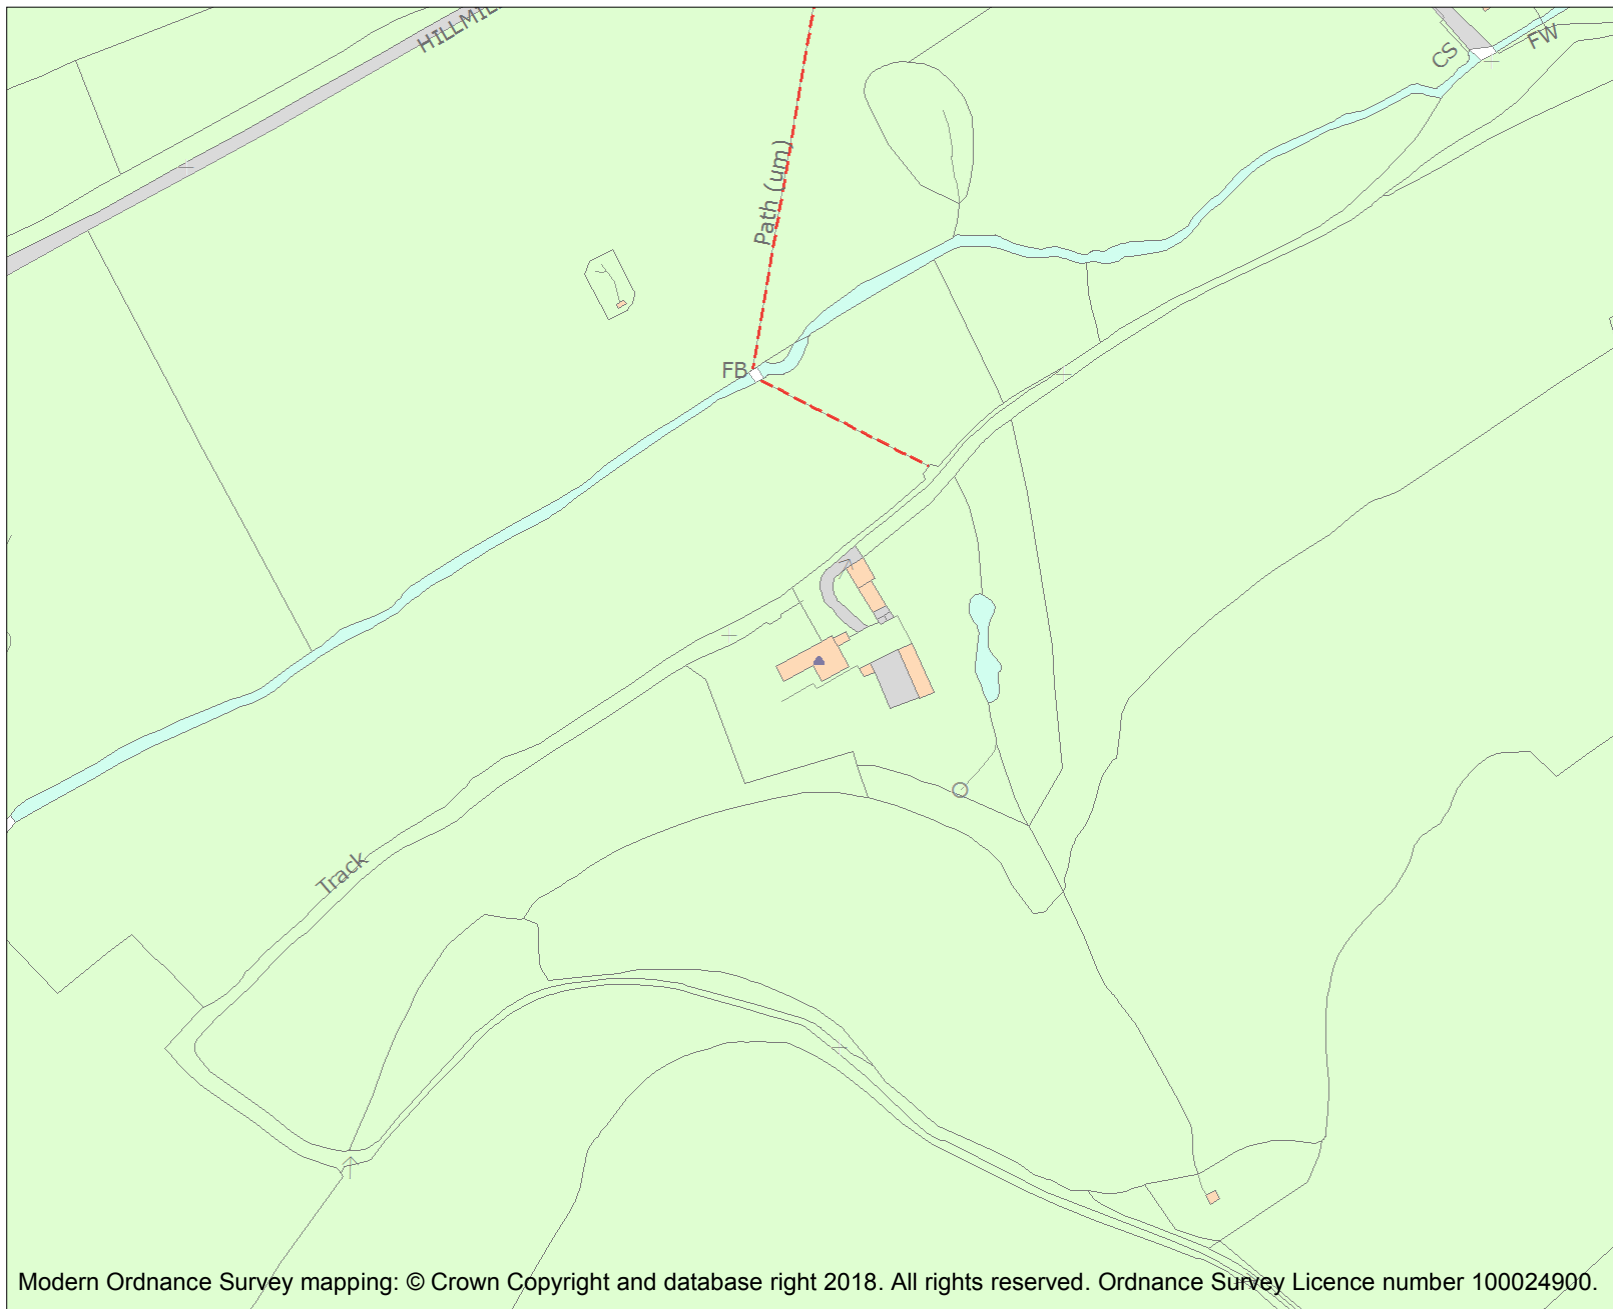 HILLMIL
CS
FW
Path (um)
FB
Track
Modern Ordnance Survey mapping: © Crown Copyright and database right 2018. All rights reserved. Ordnance Survey Licence number 100024900.